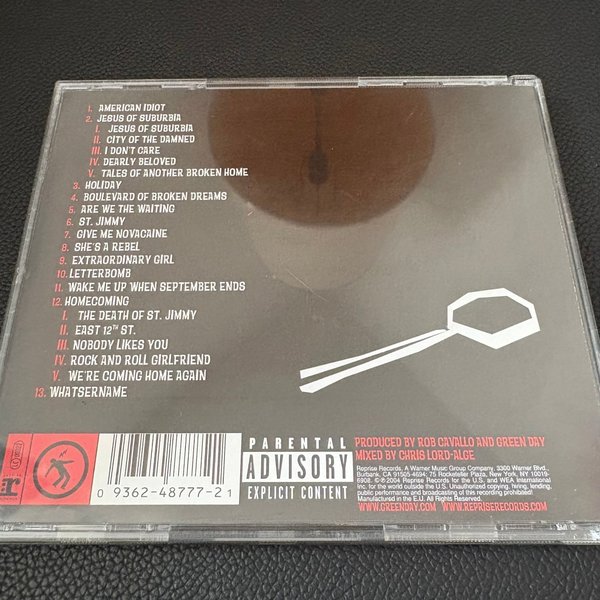 1. AMERICAN IDIOT
2. JESUS OF SUBURBIA
I. JESUS OF SUBURBIA
II. CITY OF THE DAMNED
III. I DON'T CARE
IV. DEARLY BELOVED
V. TALES OF ANOTHER BROKEN HOME
3. HOLIDAY
4. BOULEVARD OF BROKEN DREAMS
5. ARE WE THE WAITING
6. ST. JIMMY
7. GIVE ME NOVACAINE
8. SHE'S A REBEL
9. EXTRAORDINARY GIRL
10. LETTERBOMB
11. WAKE ME UP WHEN SEPTEMBER ENDS
12. HOMECOMING
I. THE DEATH OF ST. JIMMY
II. EAST 12TH ST.
III. NOBODY LIKES YOU
IV. ROCK AND ROLL GIRLFRIEND
V. WE'RE COMING HOME AGAIN
13. WHATSERNAME
r
0 9362-48777-2 1
PARENTAL
ADVISORY
EXPLICIT CONTENT
PRODUCED BY ROB CAVALLO AND GREEN DAY
MIXED BY CHRIS LORD-ALGE
Reprise Records, A Warner Music Group Company, 3300 Warner Blvd.,
Burbank, CA 91505-4694; 75 Rockefeller Plaza, New York, NY 10019-
6908. © ℗ 2004 Reprise Records for the U.S. and WEA International
Inc. for the world outside the U.S. Unauthorized copying, hiring, lending,
public performance and broadcasting of this recording prohibited!
Manufactured in the E.U. All Rights Reserved.
WWW.GREENDAY.COM WWW.REPRISERECORDS.COM